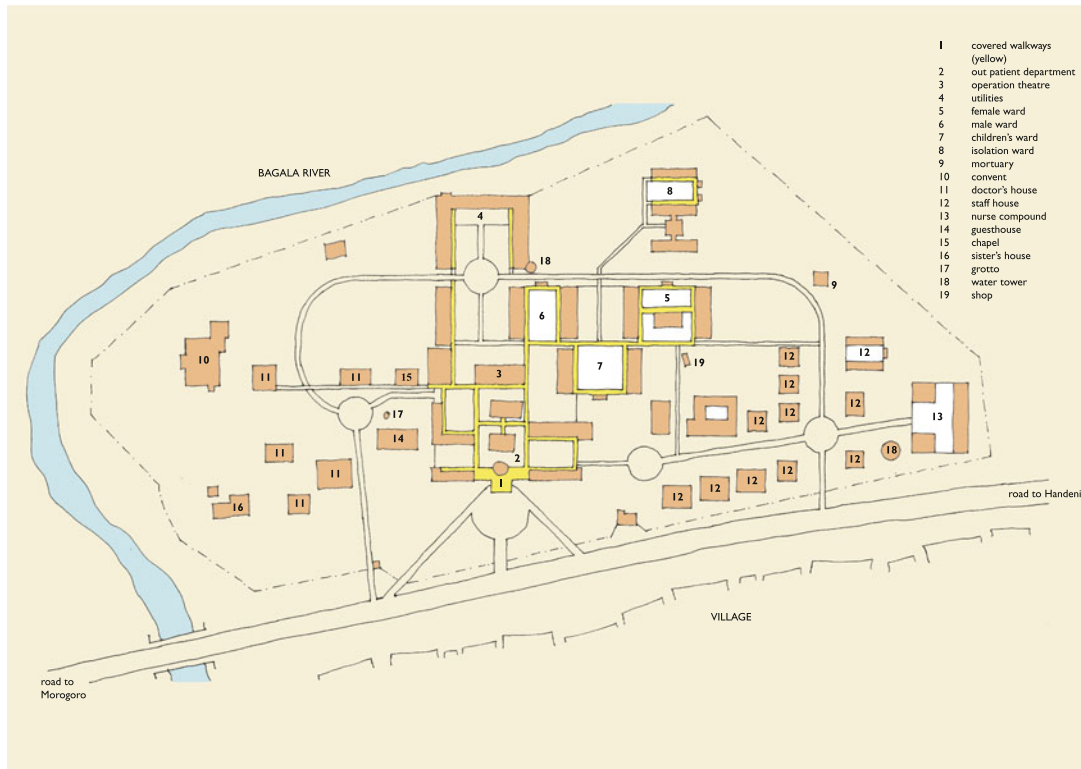 1 covered walkways
(yellow)
2 out patient department
3 operation theatre
4 utilities
5 female ward
6 male ward
7 children's ward
8 isolation ward
9 mortuary
10 convent
11 doctor's house
12 staff house
13 nurse compound
14 guesthouse
15 chapel
16 sister's house
17 grotto
18 water tower
19 shop
BAGALA RIVER
8
4
18
9
5
6
19
12
12
10
11
11
15
3
7
12
12
12
12
17
14
13
11
2
12
18
11
1
12
12
12
12
16
11
road to Handeni
VILLAGE
road to
Morogoro